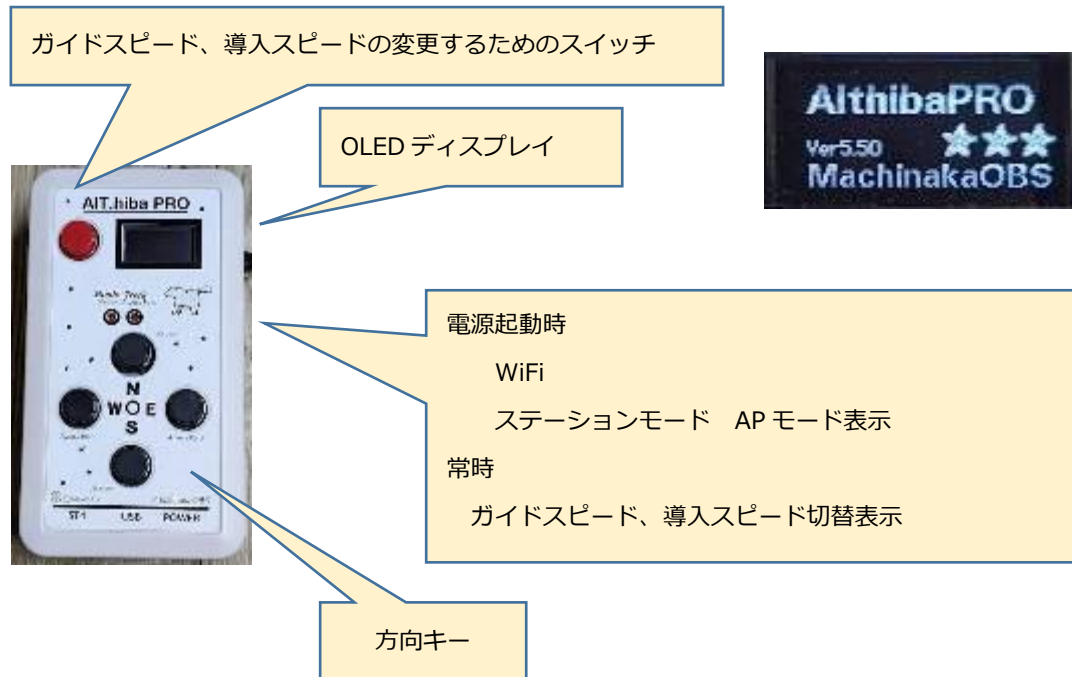 ガイドスピード、導入スピードの変更するためのスイッチ
OLED ディスプレイ
AlthibaPRO
Ver5.50
MachinakaOBS
AIT.hiba PRO
電源起動時
WiFi
ステーションモード APモード表示
常時
ガイドスピード、導入スピード切替表示
N
W E
S
ST4 USB POWER
方向キー